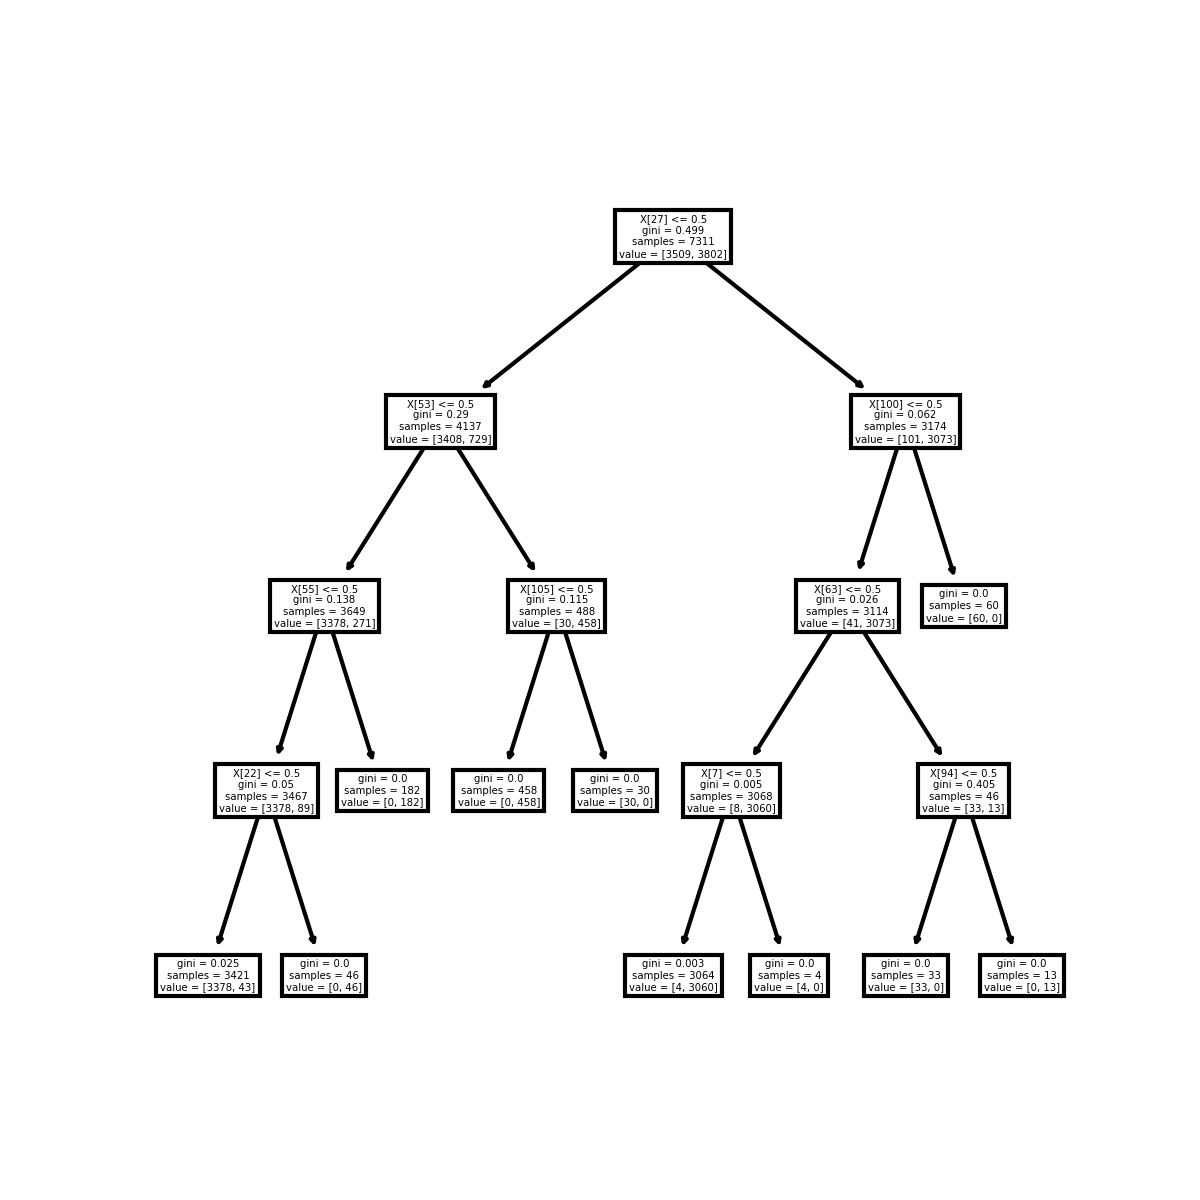 X[27] <= 0.5
gini = 0.499
samples = 7311
value = [3509, 3802]
X[53] <= 0.5
gini = 0.29
samples = 4137
value = [3408, 729]
X[100] <= 0.5
gini = 0.062
samples = 3174
value = [101, 3073]
X[55] <= 0.5
gini = 0.138
samples = 3649
value = [3378, 271]
X[105] <= 0.5
gini = 0.115
samples = 488
value = [30, 458]
X[63] <= 0.5
gini = 0.026
samples = 3114
value = [41, 3073]
gini = 0.0
samples = 60
value = [60, 0]
X[22] <= 0.5
gini = 0.05
samples = 3467
value = [3378, 89]
gini = 0.0
samples = 182
value = [0, 182]
gini = 0.0
samples = 458
value = [0, 458]
gini = 0.0
samples = 30
value = [30, 0]
X[7] <= 0.5
gini = 0.005
samples = 3068
value = [8, 3060]
X[94] <= 0.5
gini = 0.405
samples = 46
value = [33, 13]
gini = 0.025
samples = 3421
value = [3378, 43]
gini = 0.0
samples = 46
value = [0, 46]
gini = 0.003
samples = 3064
value = [4, 3060]
gini = 0.0
samples = 4
value = [4, 0]
gini = 0.0
samples = 33
value = [33, 0]
gini = 0.0
samples = 13
value = [0, 13]